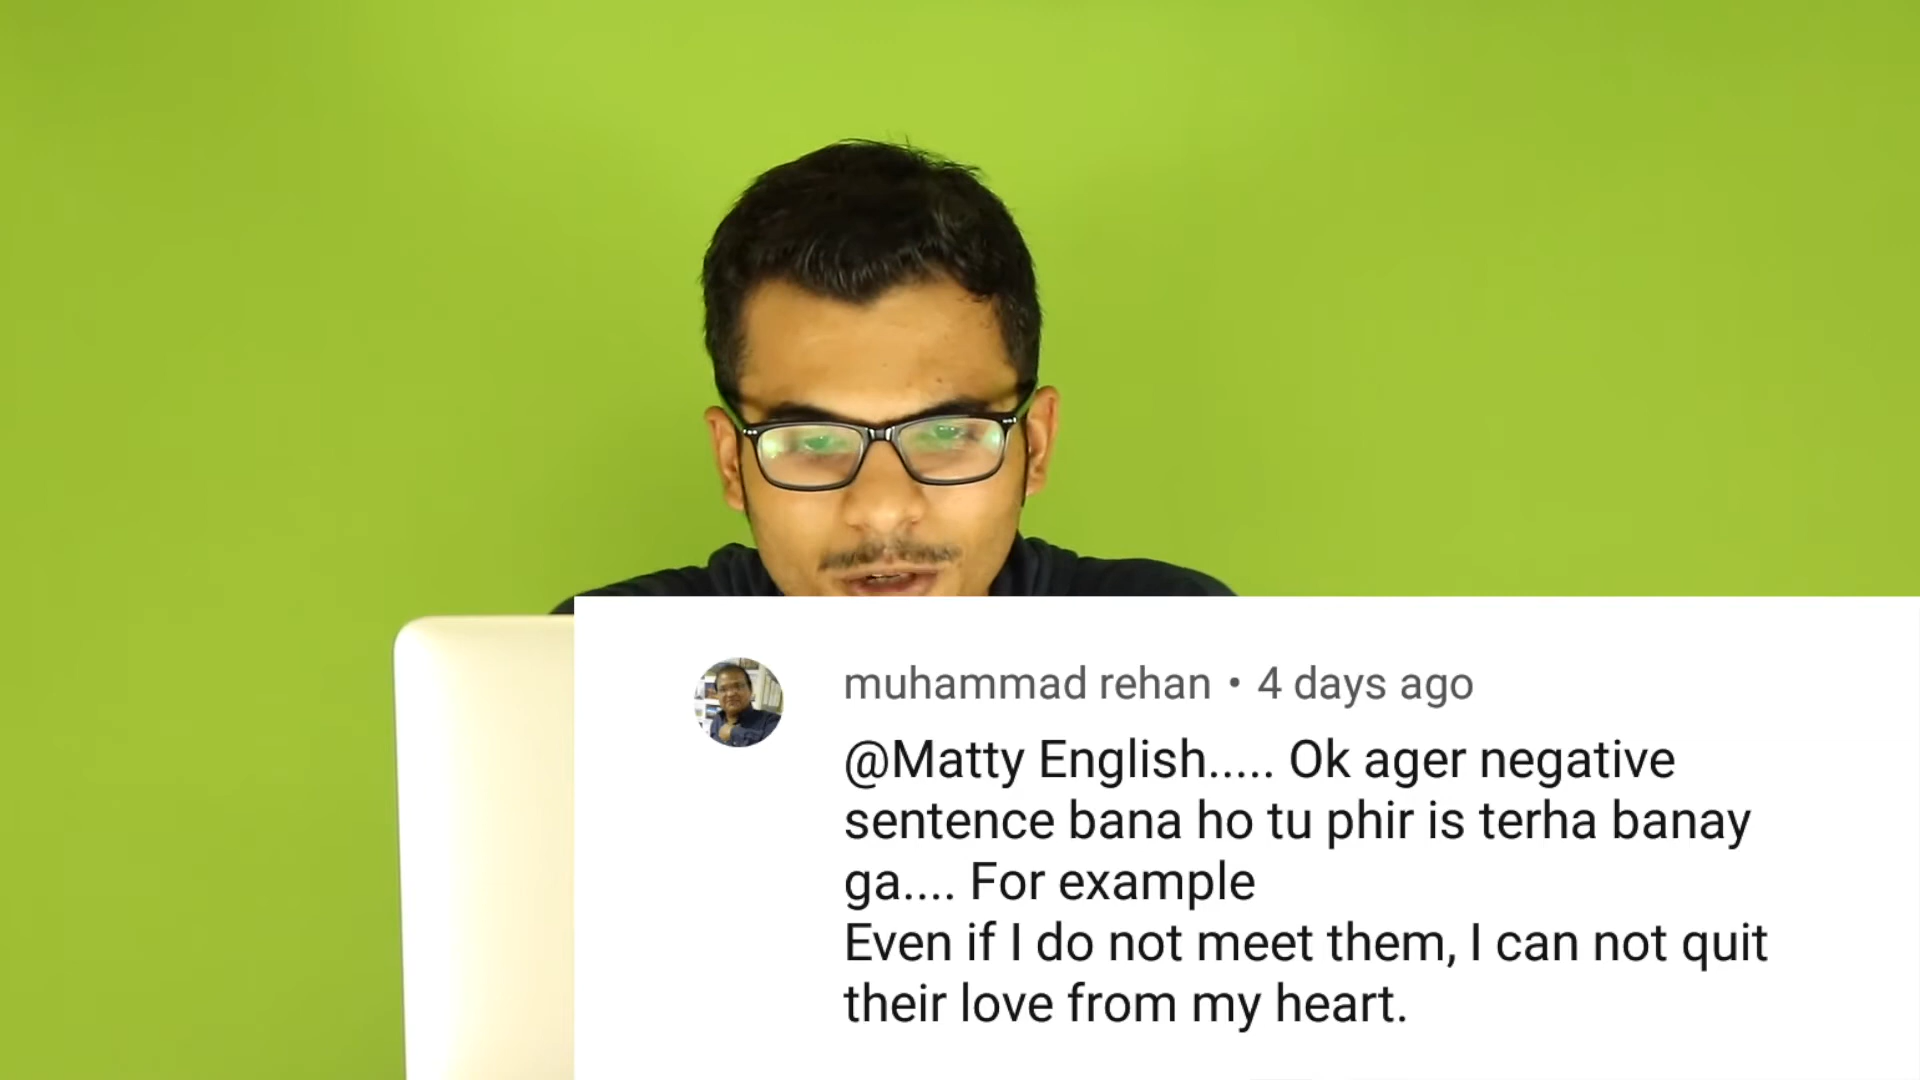 muhammad rehan • 4 days ago
@Matty English..... Ok ager negative
sentence bana ho tu phir is terha banay
ga.... For example
Even if I do not meet them, I can not quit
their love from my heart.